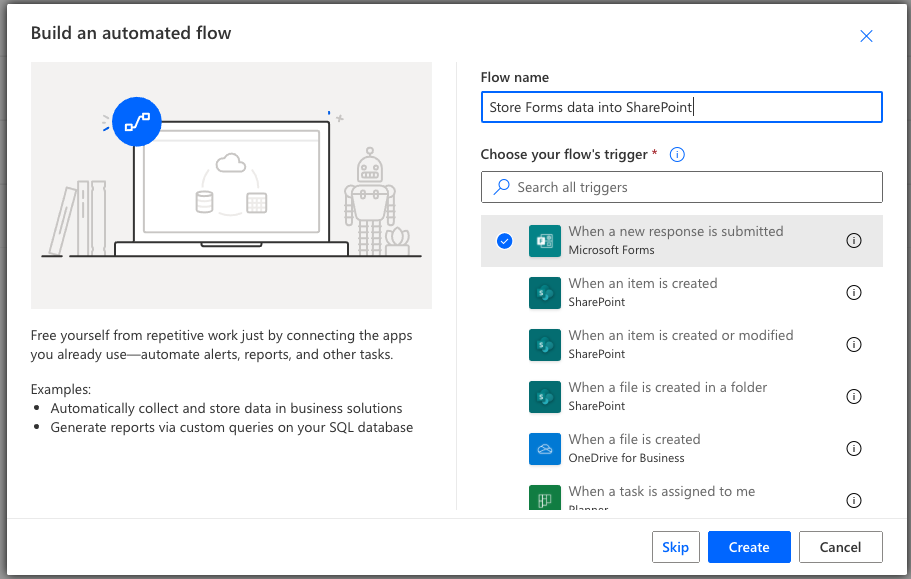 Build an automated flow
Free yourself from repetitive work just by connecting the apps
you already use—automate alerts, reports, and other tasks.
Examples:
Automatically collect and store data in business solutions
Generate reports via custom queries on your SQL database
Flow name
Store Forms data into SharePoint
Choose your flow's trigger *
Search all triggers
When a new response is submitted
Microsoft Forms
When an item is created
SharePoint
When an item is created or modified
SharePoint
When a file is created in a folder
SharePoint
When a file is created
OneDrive for Business
When a task is assigned to me
Planner
Skip
Create
Cancel